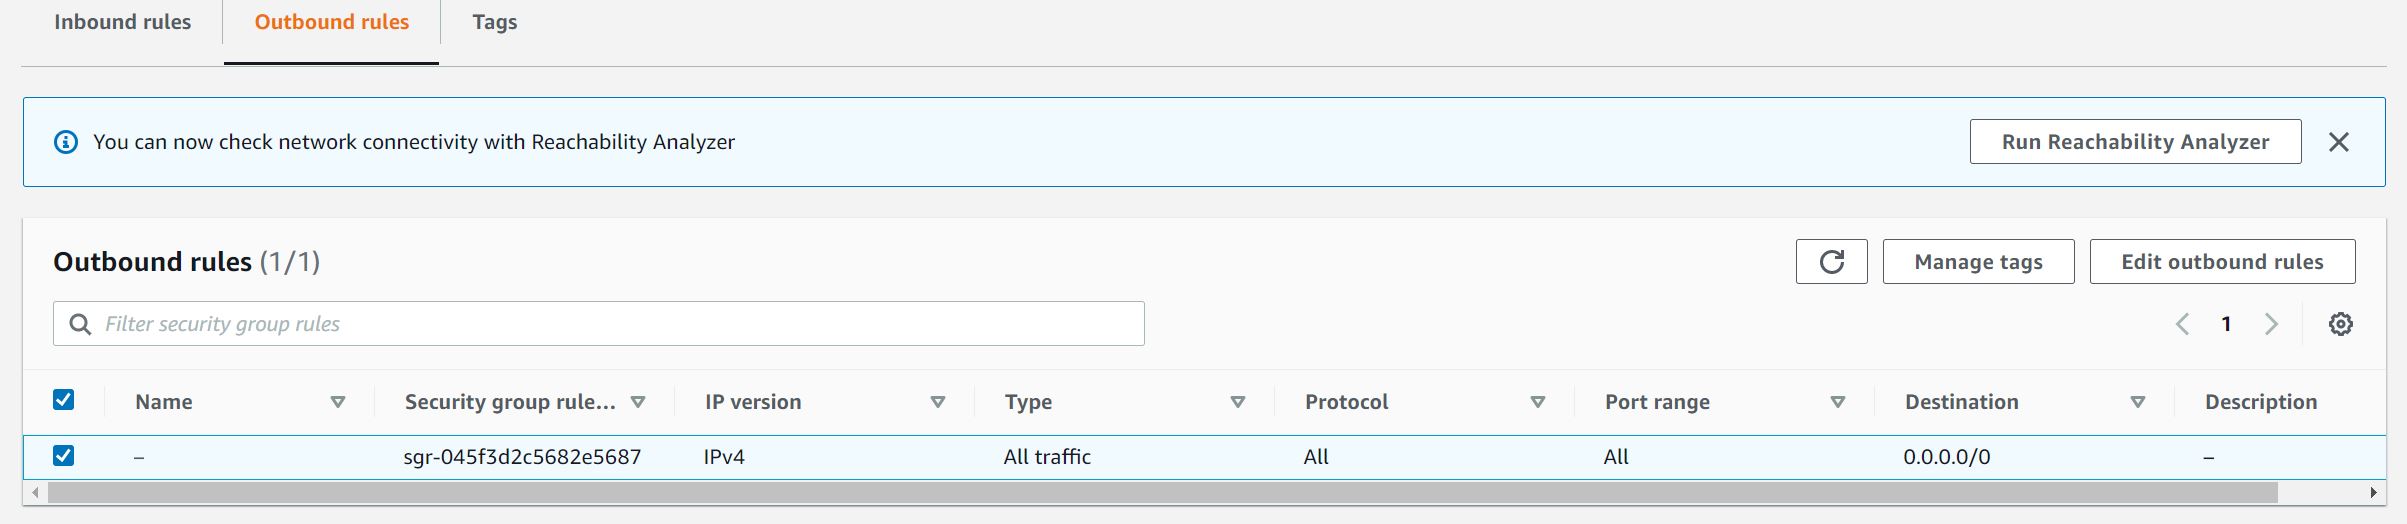 Inbound rules Outbound rules Tags
You can now check network connectivity with Reachability Analyzer Run Reachability Analyzer
Outbound rules (1/1) Manage tags Edit outbound rules
Filter security group rules 1
Name Security group rule... IP version Type Protocol Port range Destination Description
– sgr-045f3d2c5682e5687 IPv4 All traffic All All 0.0.0.0/0 –